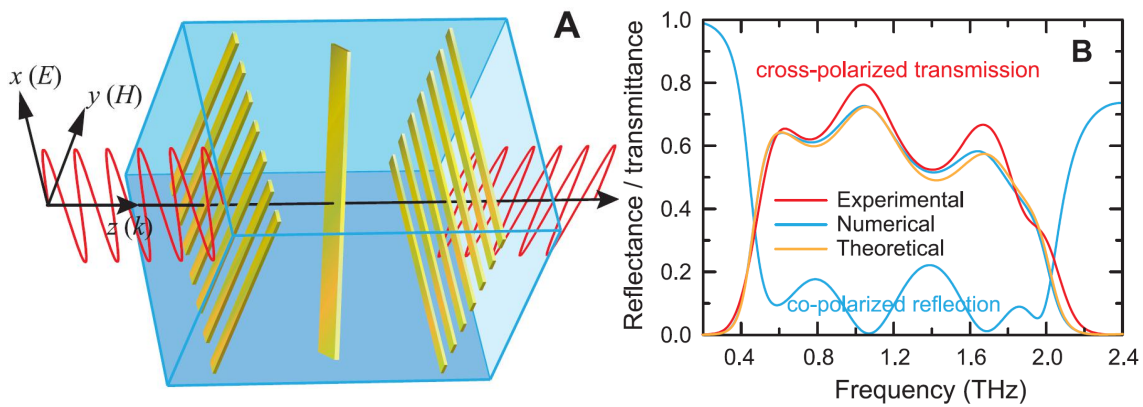 A
x (E)
y (H)
z (k)
B
1.0
0.8
0.6
0.4
0.2
0.0
Reflectance / transmittance
cross-polarized transmission
Experimental
Numerical
Theoretical
co-polarized reflection
0.4
0.8
1.2
1.6
2.0
2.4
Frequency (THz)